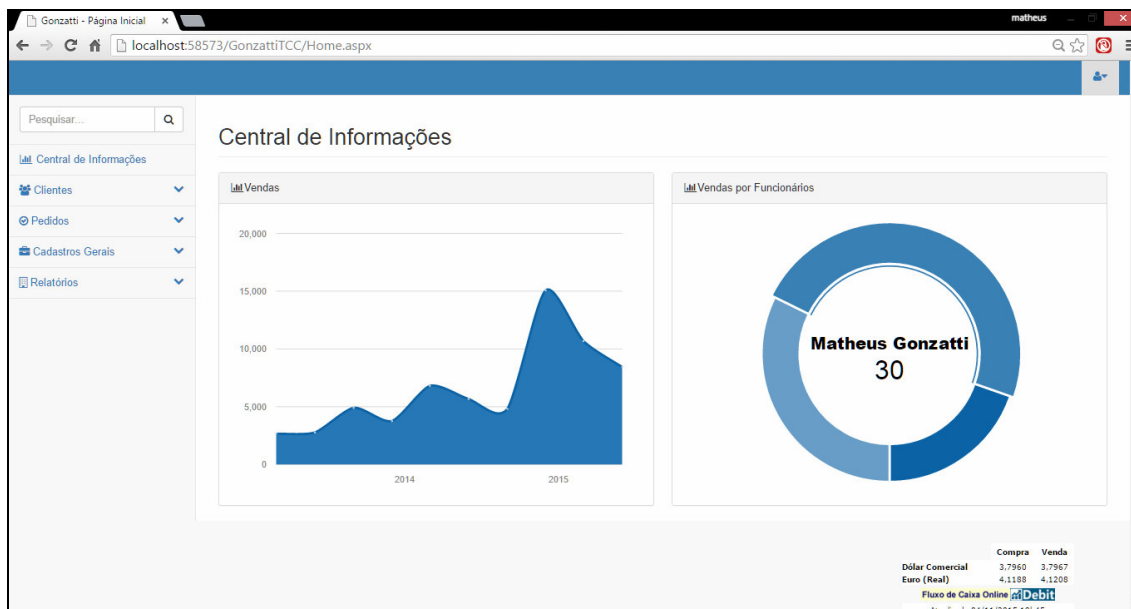 Gonzatti - Página Inicial
matheus
localhost:58573/GonzattiTCC/Home.aspx
Pesquisar...
Central de Informações
Clientes
Pedidos
Cadastros Gerais
Relatórios
Central de Informações
Vendas
20,000
15,000
10,000
5,000
0
2014
2015
Vendas por Funcionários
Matheus Gonzatti
30
Compra Venda
Dólar Comercial 3,7960 3,7967
Euro (Real) 4,1188 4,1208
Fluxo de Caixa Online Debit